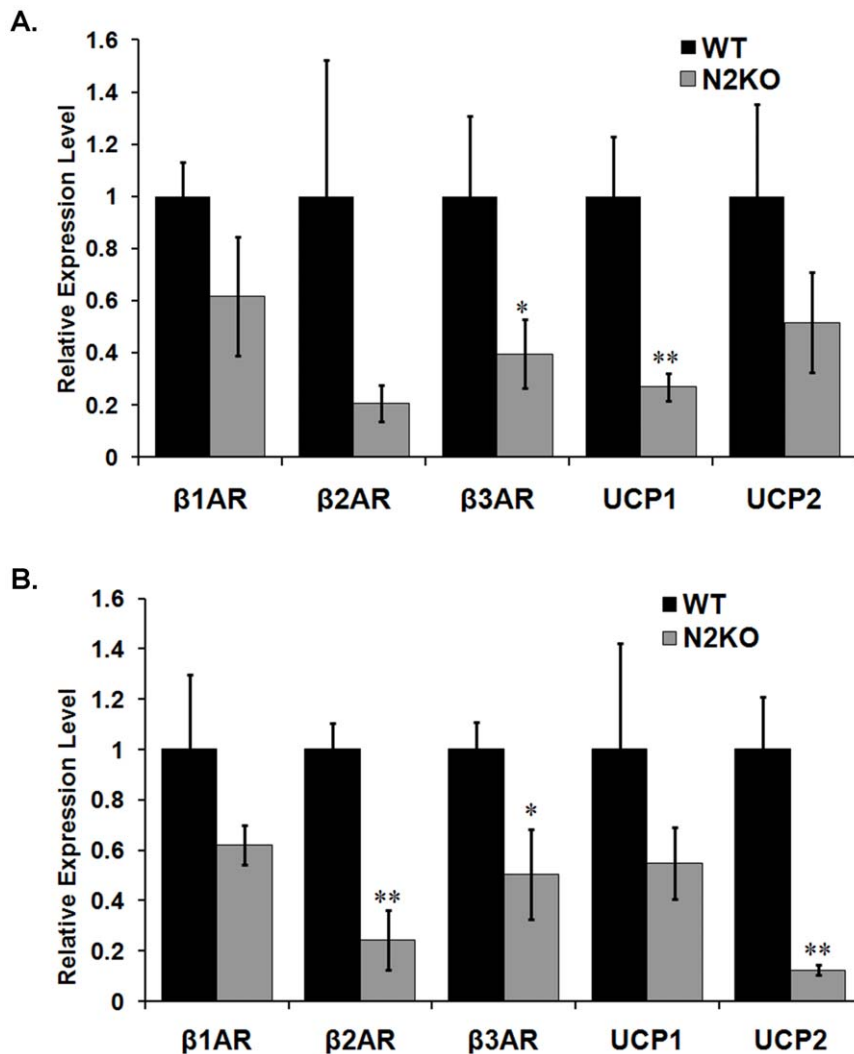 A.
1.6
1.4
1.2
1
0.8
0.6
0.4
0.2
0
Relative Expression Level
WT
N2KO
*
**
β1AR β2AR β3AR UCP1 UCP2
B.
1.6
1.4
1.2
1
0.8
0.6
0.4
0.2
0
Relative Expression Level
WT
N2KO
**
*
**
β1AR β2AR β3AR UCP1 UCP2